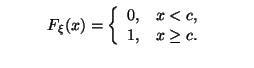 F_ξ(x) = { 0, x < c,
1, x ≥ c.